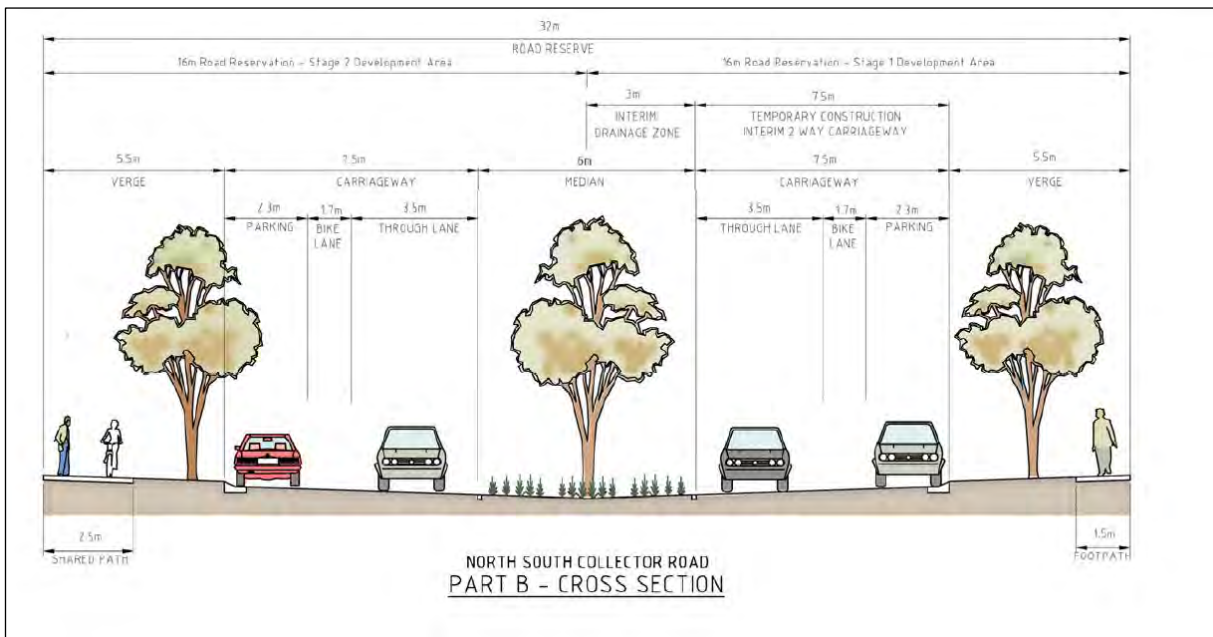 32m
ROAD RESERVE
16m Road Reservation - Stage 2 Development Area
16m Road Reservation - Stage 1 Development Area
3m
7.5m
INTERIM
DRAINAGE ZONE
TEMPORARY CONSTRUCTION
INTERIM 2 WAY CARRIAGEWAY
5.5m
7.5m
6m
7.5m
5.5m
VERGE
CARRIAGEWAY
MEDIAN
CARRIAGEWAY
VERGE
2.3m
1.7m
3.5m
3.5m
1.7m
2.3m
PARKING
BIKE
LANE
THROUGH LANE
THROUGH LANE
BIKE
LANE
PARKING
2.5m
SHARED PATH
1.5m
FOOTPATH
NORTH SOUTH COLLECTOR ROAD
PART B - CROSS SECTION